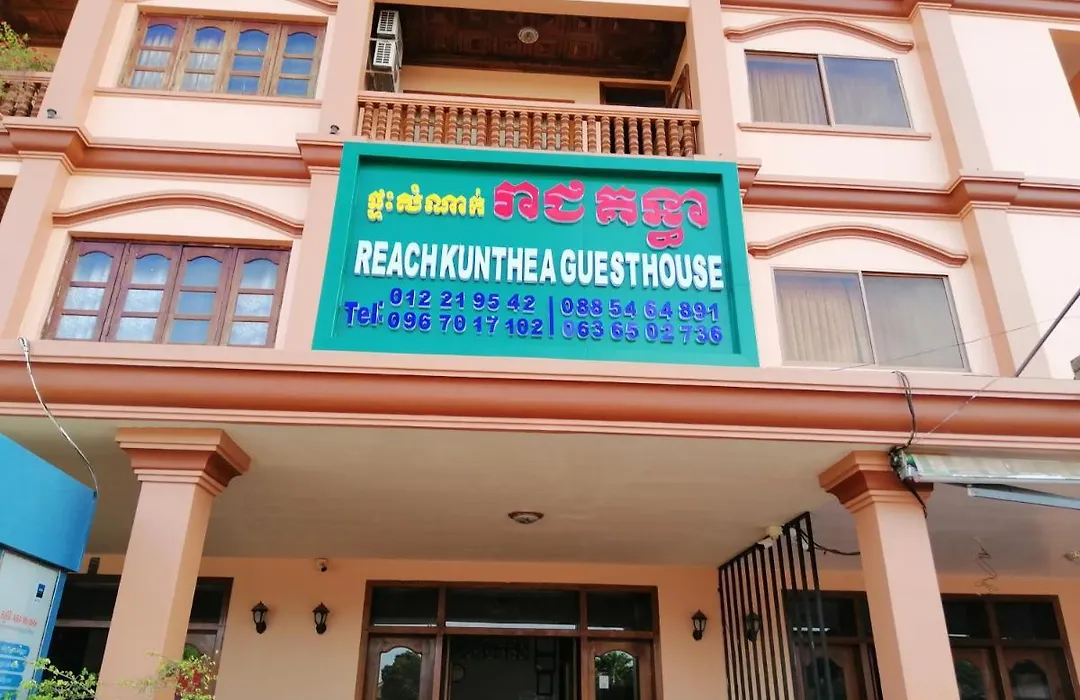 ផ្ទះសំណាក់ រាជ គន្ធា
REACH KUNTHEA GUESTHOUSE
Tel: 012 21 95 42 | 088 54 64 891
096 70 17 102 | 063 65 02 736